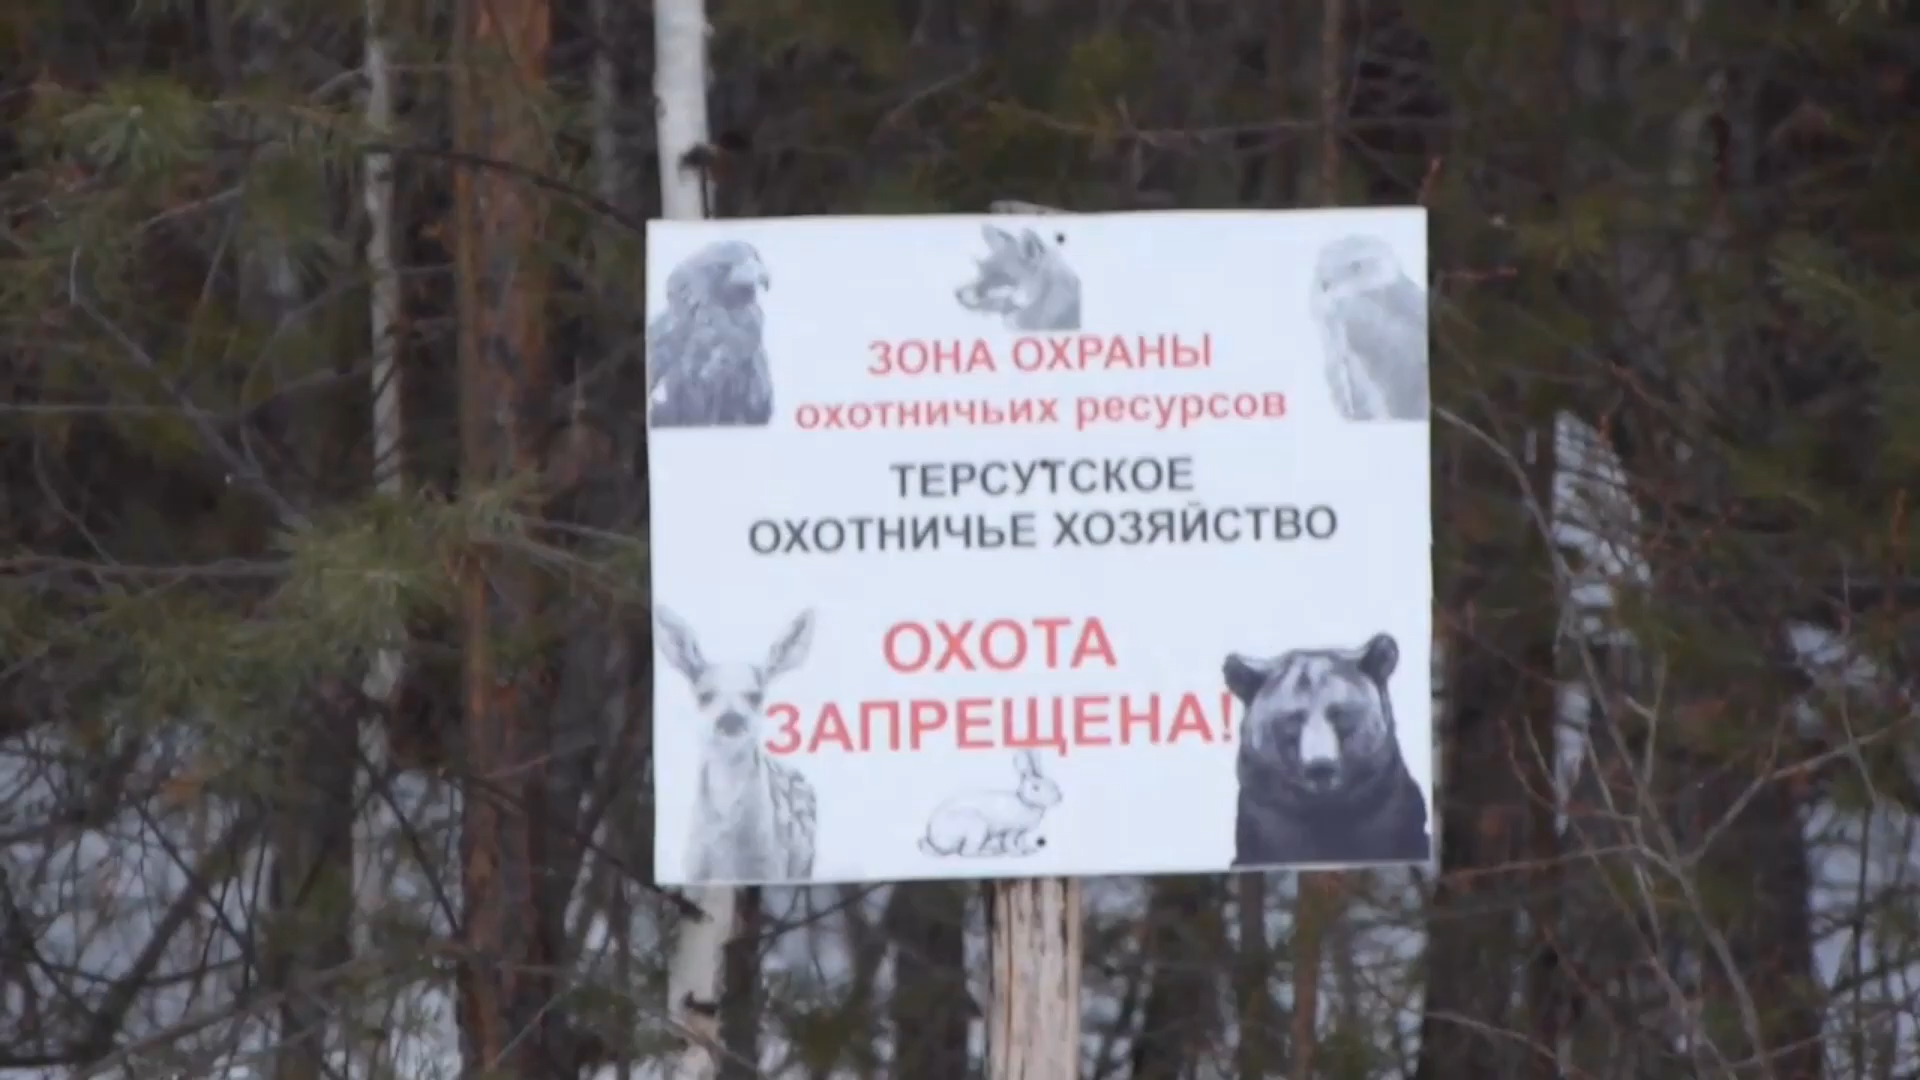 ЗОНА ОХРАНЫ
охотничьих ресурсов
ТЕРСУТСКОЕ
ОХОТНИЧЬЕ ХОЗЯЙСТВО
ОХОТА
ЗАПРЕЩЕНА!